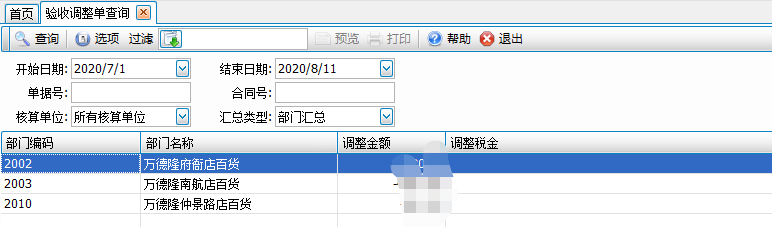 首页 验收调整单查询
查询 选项 过滤 预览 打印 帮助 退出
开始日期: 2020/7/1 结束日期: 2020/8/11
单据号: 合同号:
核算单位: 所有核算单位 汇总类型: 部门汇总
部门编码 部门名称 调整金额 调整税金
2002 万德隆府衙店百货
2003 万德隆南航店百货
2010 万德隆仲景路店百货